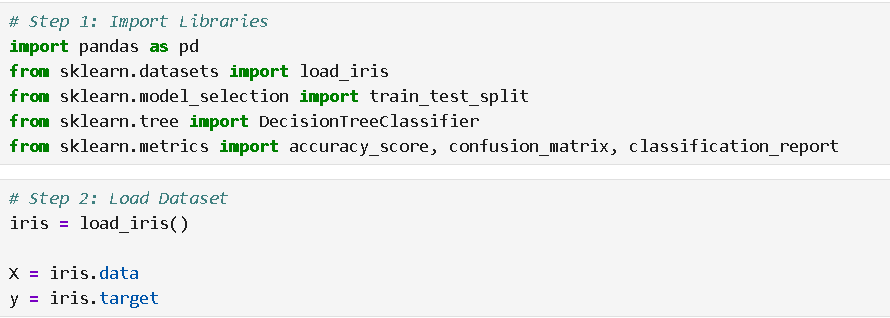 # Step 1: Import Libraries
import pandas as pd
from sklearn.datasets import load_iris
from sklearn.model_selection import train_test_split
from sklearn.tree import DecisionTreeClassifier
from sklearn.metrics import accuracy_score, confusion_matrix, classification_report
# Step 2: Load Dataset
iris = load_iris()
X = iris.data
y = iris.target